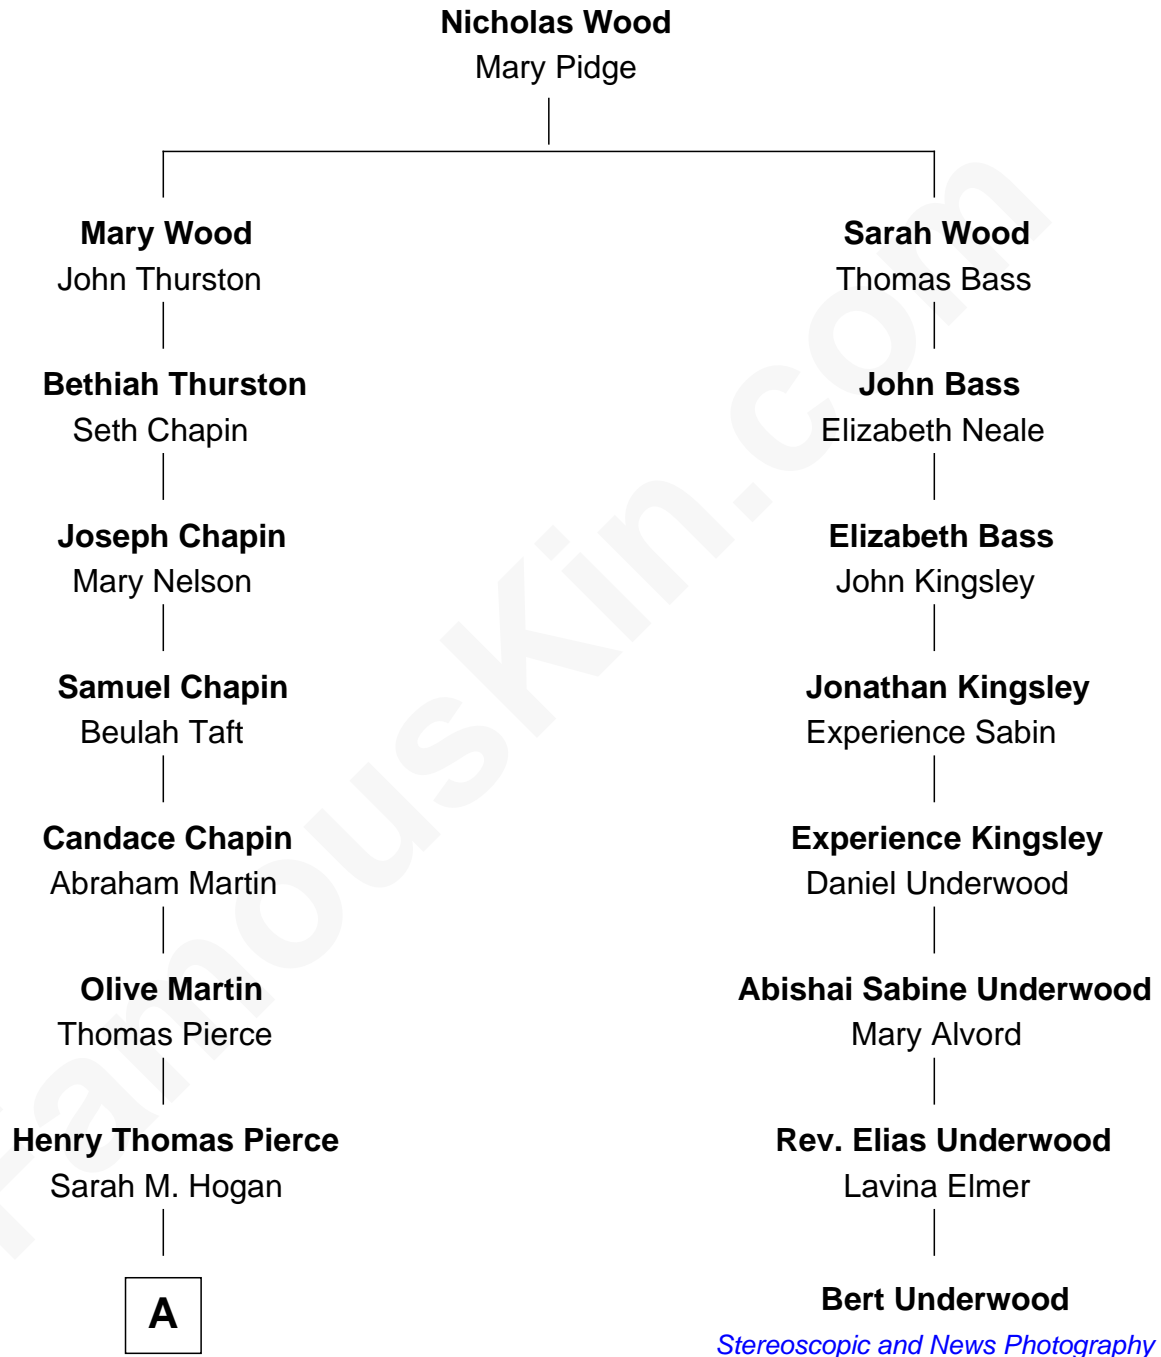 Nicholas Wood
Mary Pidge
Mary Wood
John Thurston
Sarah Wood
Thomas Bass
Bethiah Thurston
Seth Chapin
John Bass
Elizabeth Neale
Joseph Chapin
Mary Nelson
Elizabeth Bass
John Kingsley
Samuel Chapin
Beulah Taft
Jonathan Kingsley
Experience Sabin
Candace Chapin
Abraham Martin
Experience Kingsley
Daniel Underwood
Olive Martin
Thomas Pierce
Abishai Sabine Underwood
Mary Alvord
Henry Thomas Pierce
Sarah M. Hogan
Rev. Elias Underwood
Lavina Elmer
A
Bert Underwood
Stereoscopic and News Photography
FamousKin.com